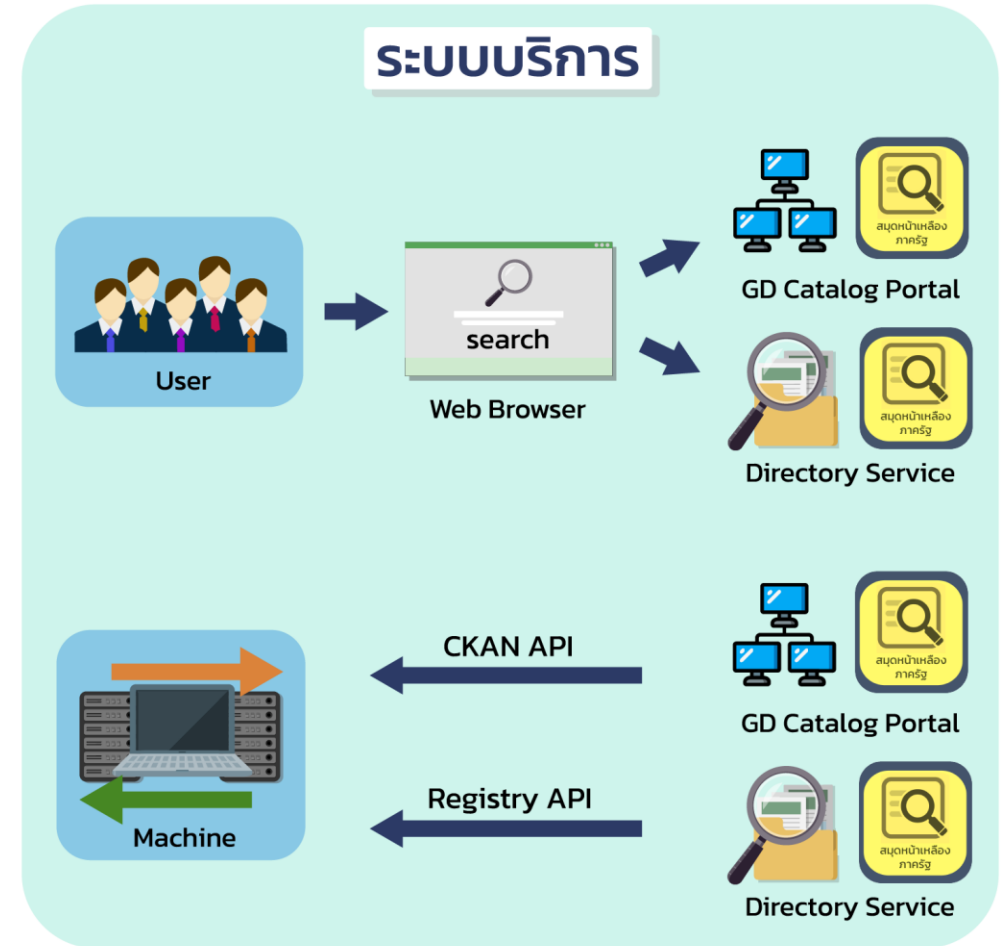 ระบบบริการ
สมุดหน้าเหลือง
ภาครัฐ
GD Catalog Portal
User
search
Web Browser
สมุดหน้าเหลือง
ภาครัฐ
Directory Service
CKAN API
สมุดหน้าเหลือง
ภาครัฐ
GD Catalog Portal
Registry API
Machine
สมุดหน้าเหลือง
ภาครัฐ
Directory Service